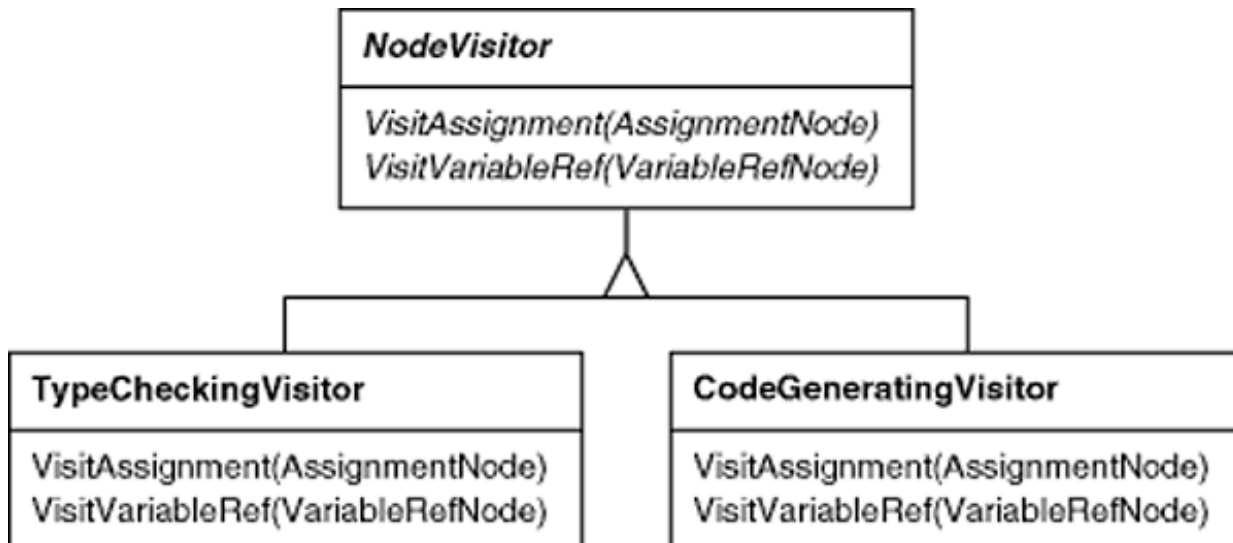 NodeVisitor
VisitAssignment(AssignmentNode)
VisitVariableRef(VariableRefNode)
TypeCheckingVisitor
VisitAssignment(AssignmentNode)
VisitVariableRef(VariableRefNode)
CodeGeneratingVisitor
VisitAssignment(AssignmentNode)
VisitVariableRef(VariableRefNode)